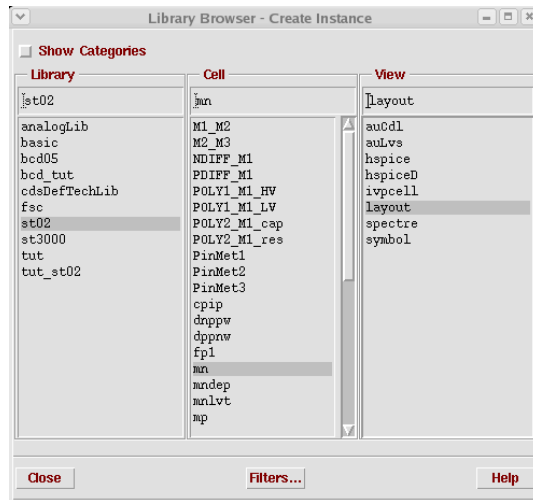 Library Browser - Create Instance
Show Categories
Library
st02
analogLib
basic
bcd05
bcd_tut
cdsDefTechLib
fsc
st02
st3000
tut
tut_st02
Cell
mn
M1_M2
M2_M3
NDIFF_M1
PDIFF_M1
POLY1_M1_HV
POLY1_M1_LV
POLY2_M1_cap
POLY2_M1_res
PinMet1
PinMet2
PinMet3
cpip
dnppw
dppnw
fp1
mn
mndep
mnlvt
mp
View
layout
auCdl
auLvs
hspice
hspiceD
ivpcell
layout
spectre
symbol
Close
Filters...
Help